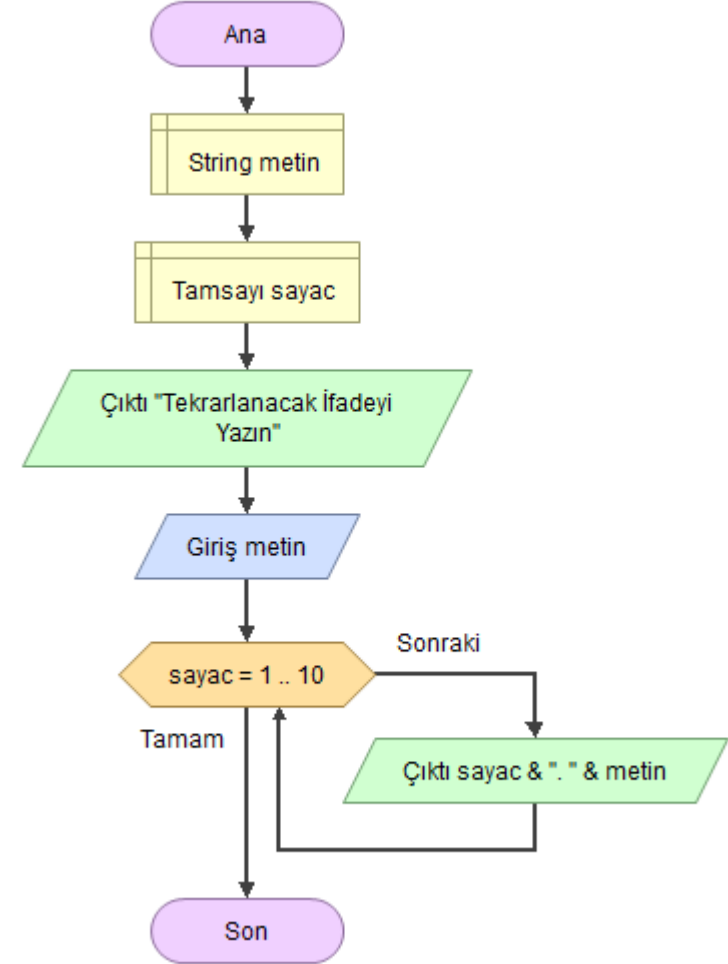 Ana
String metin
Tamsayı sayac
Çıktı "Tekrarlanacak İfadeyi
Yazın"
Giriş metin
sayac = 1 .. 10
Sonraki
Tamam
Çıktı sayac & ". " & metin
Son